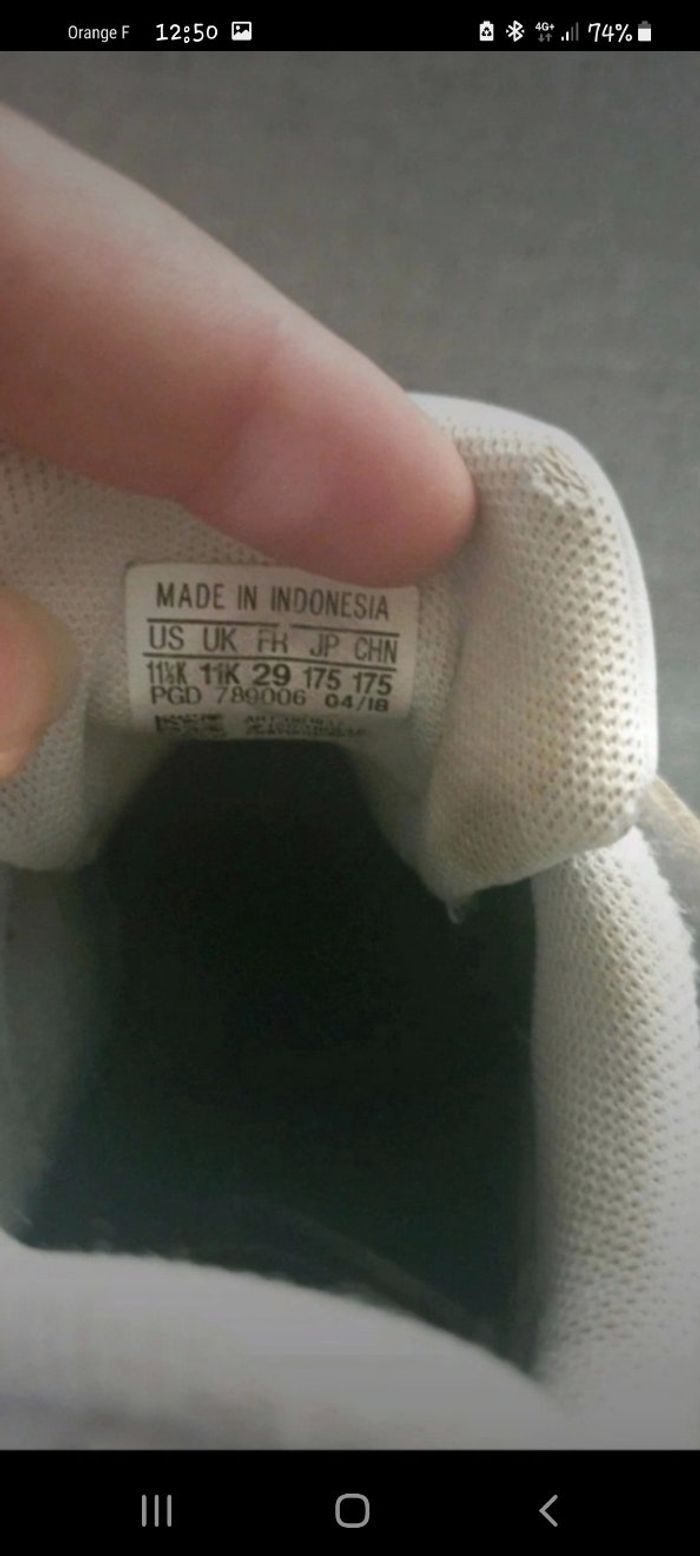 Orange F 12:50 4G+ 74%
MADE IN INDONESIA
US UK FR JP CHN
11½K 11K 29 175 175
PGD 789006 04/18